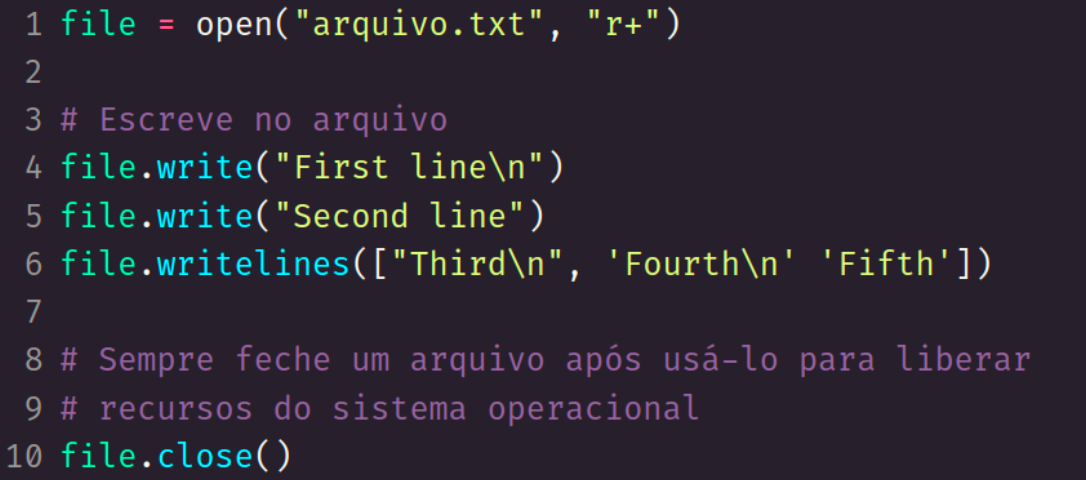 1 file = open("arquivo.txt", "r+")
2
3 # Escreve no arquivo
4 file.write("First line\n")
5 file.write("Second line")
6 file.writelines(["Third\n", 'Fourth\n' 'Fifth'])
7
8 # Sempre feche um arquivo após usá-lo para liberar
9 # recursos do sistema operacional
10 file.close()